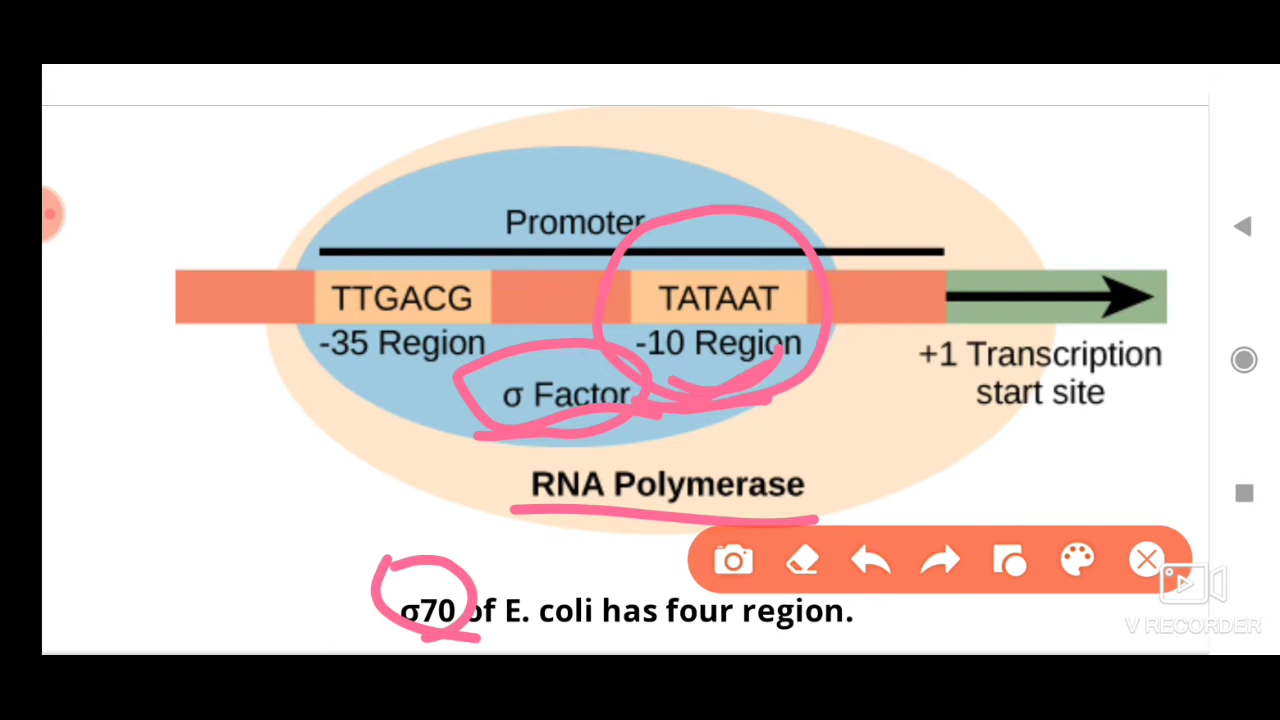 Promoter
TTGACG TATAAT
-35 Region -10 Region
+1 Transcription
start site
σ Factor
RNA Polymerase
σ70 of E. coli has four region.
V RECORDER